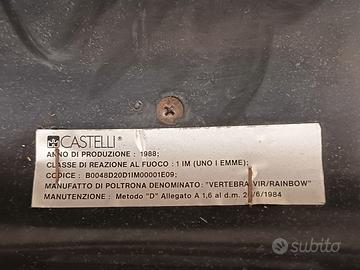 CASTELLI®
ANNO DI PRODUZIONE : 1988;
CLASSE DI REAZIONE AL FUOCO : 1 IM (UNO I EMME);
CODICE : B0048D20D1IM00001E09;
MANUFATTO DI POLTRONA DENOMINATO: "VERTEBRA VIR/RAINBOW"
MANUTENZIONE : Metodo "D" Allegato A 1,6 al d.m. 26/6/1984
subito